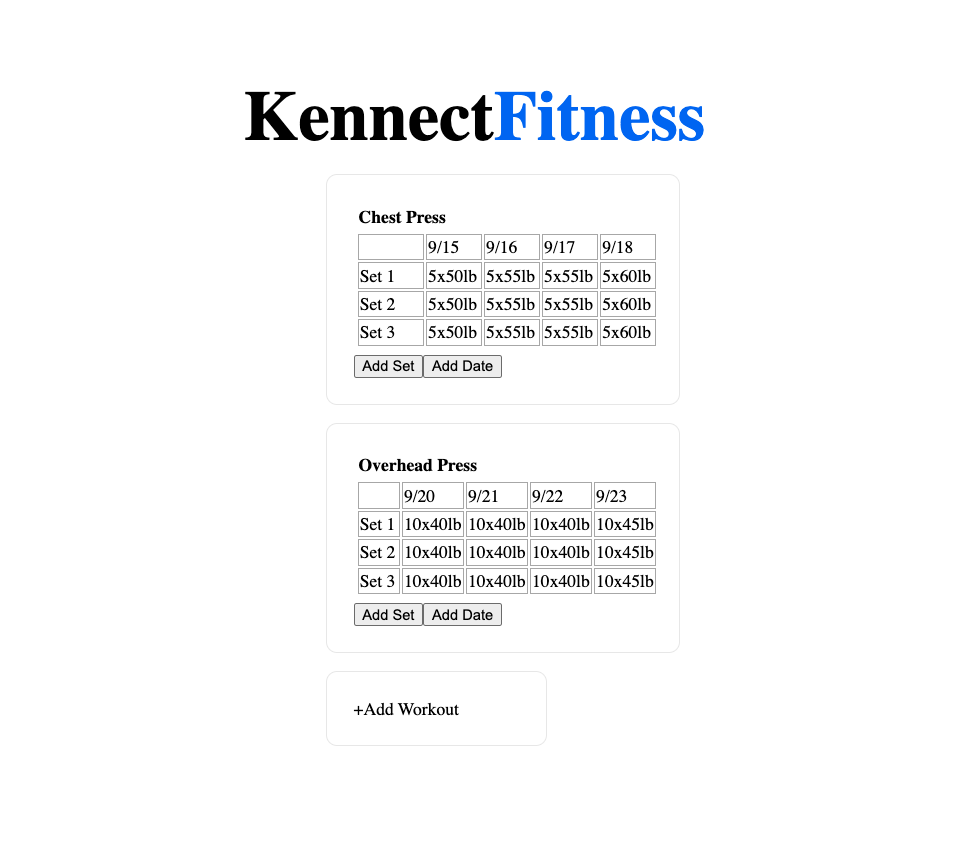 KennectFitness
Chest Press
9/15 9/16 9/17 9/18
Set 1 5x50lb 5x55lb 5x55lb 5x60lb
Set 2 5x50lb 5x55lb 5x55lb 5x60lb
Set 3 5x50lb 5x55lb 5x55lb 5x60lb
Add Set Add Date
Overhead Press
9/20 9/21 9/22 9/23
Set 1 10x40lb 10x40lb 10x40lb 10x45lb
Set 2 10x40lb 10x40lb 10x40lb 10x45lb
Set 3 10x40lb 10x40lb 10x40lb 10x45lb
Add Set Add Date
+Add Workout